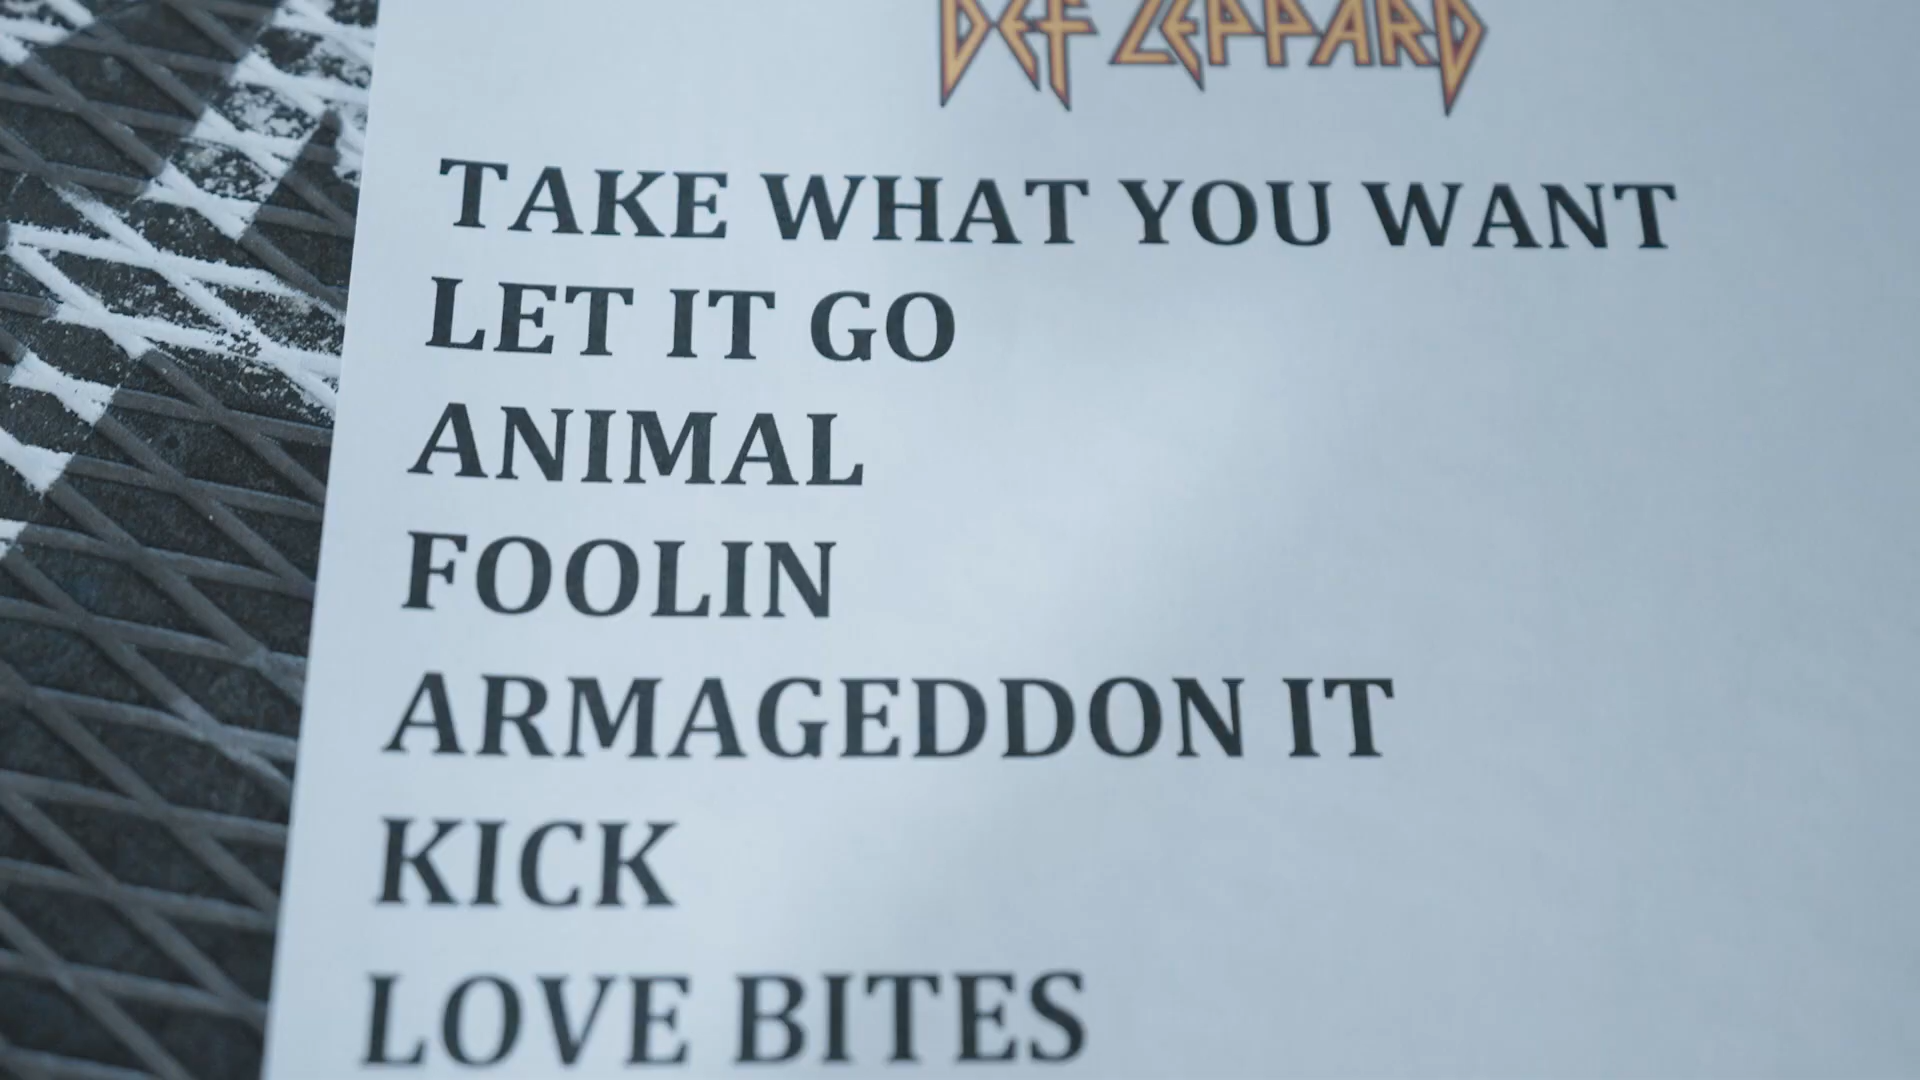 DEF LEPPARD
TAKE WHAT YOU WANT
LET IT GO
ANIMAL
FOOLIN
ARMAGEDDON IT
KICK
LOVE BITES